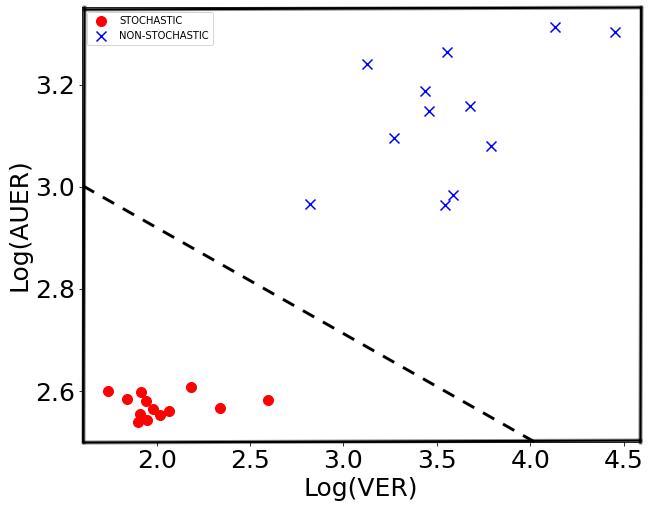 STOCHASTIC
NON-STOCHASTIC
3.2
3.0
2.8
2.6
Log(AUER)
2.0 2.5 3.0 3.5 4.0 4.5
Log(VER)